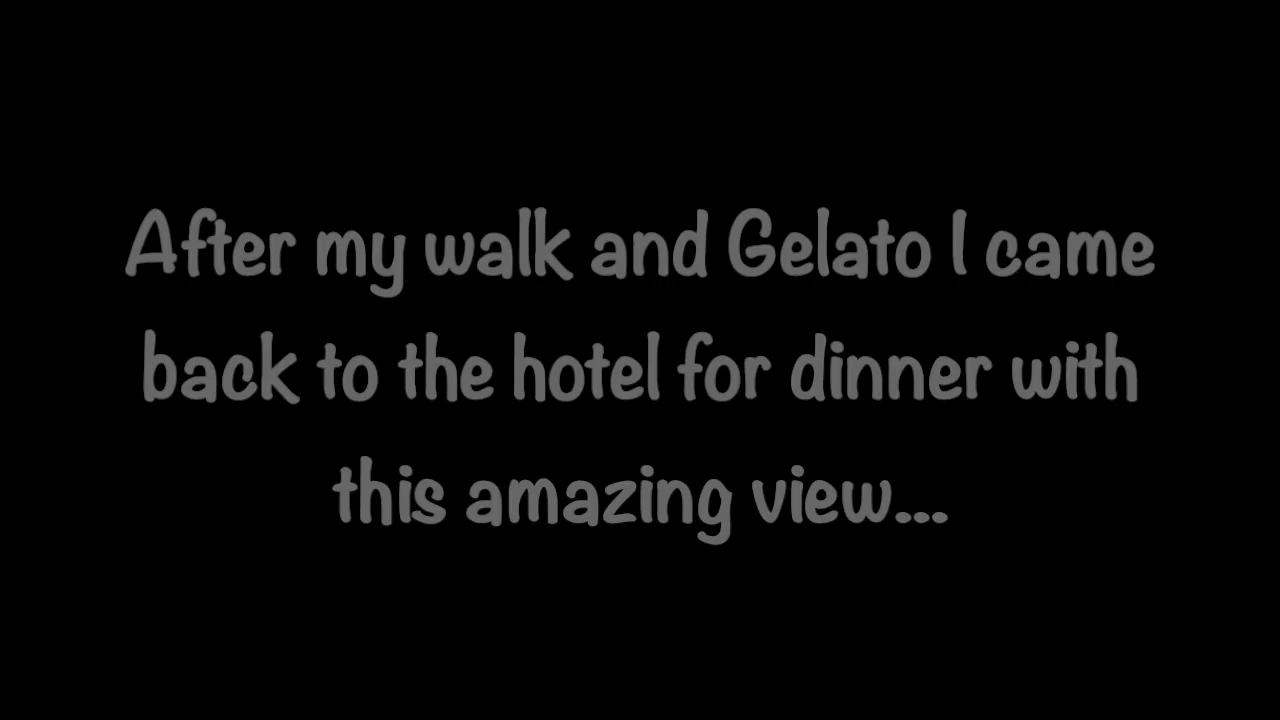 After my walk and Gelato I came
back to the hotel for dinner with
this amazing view...